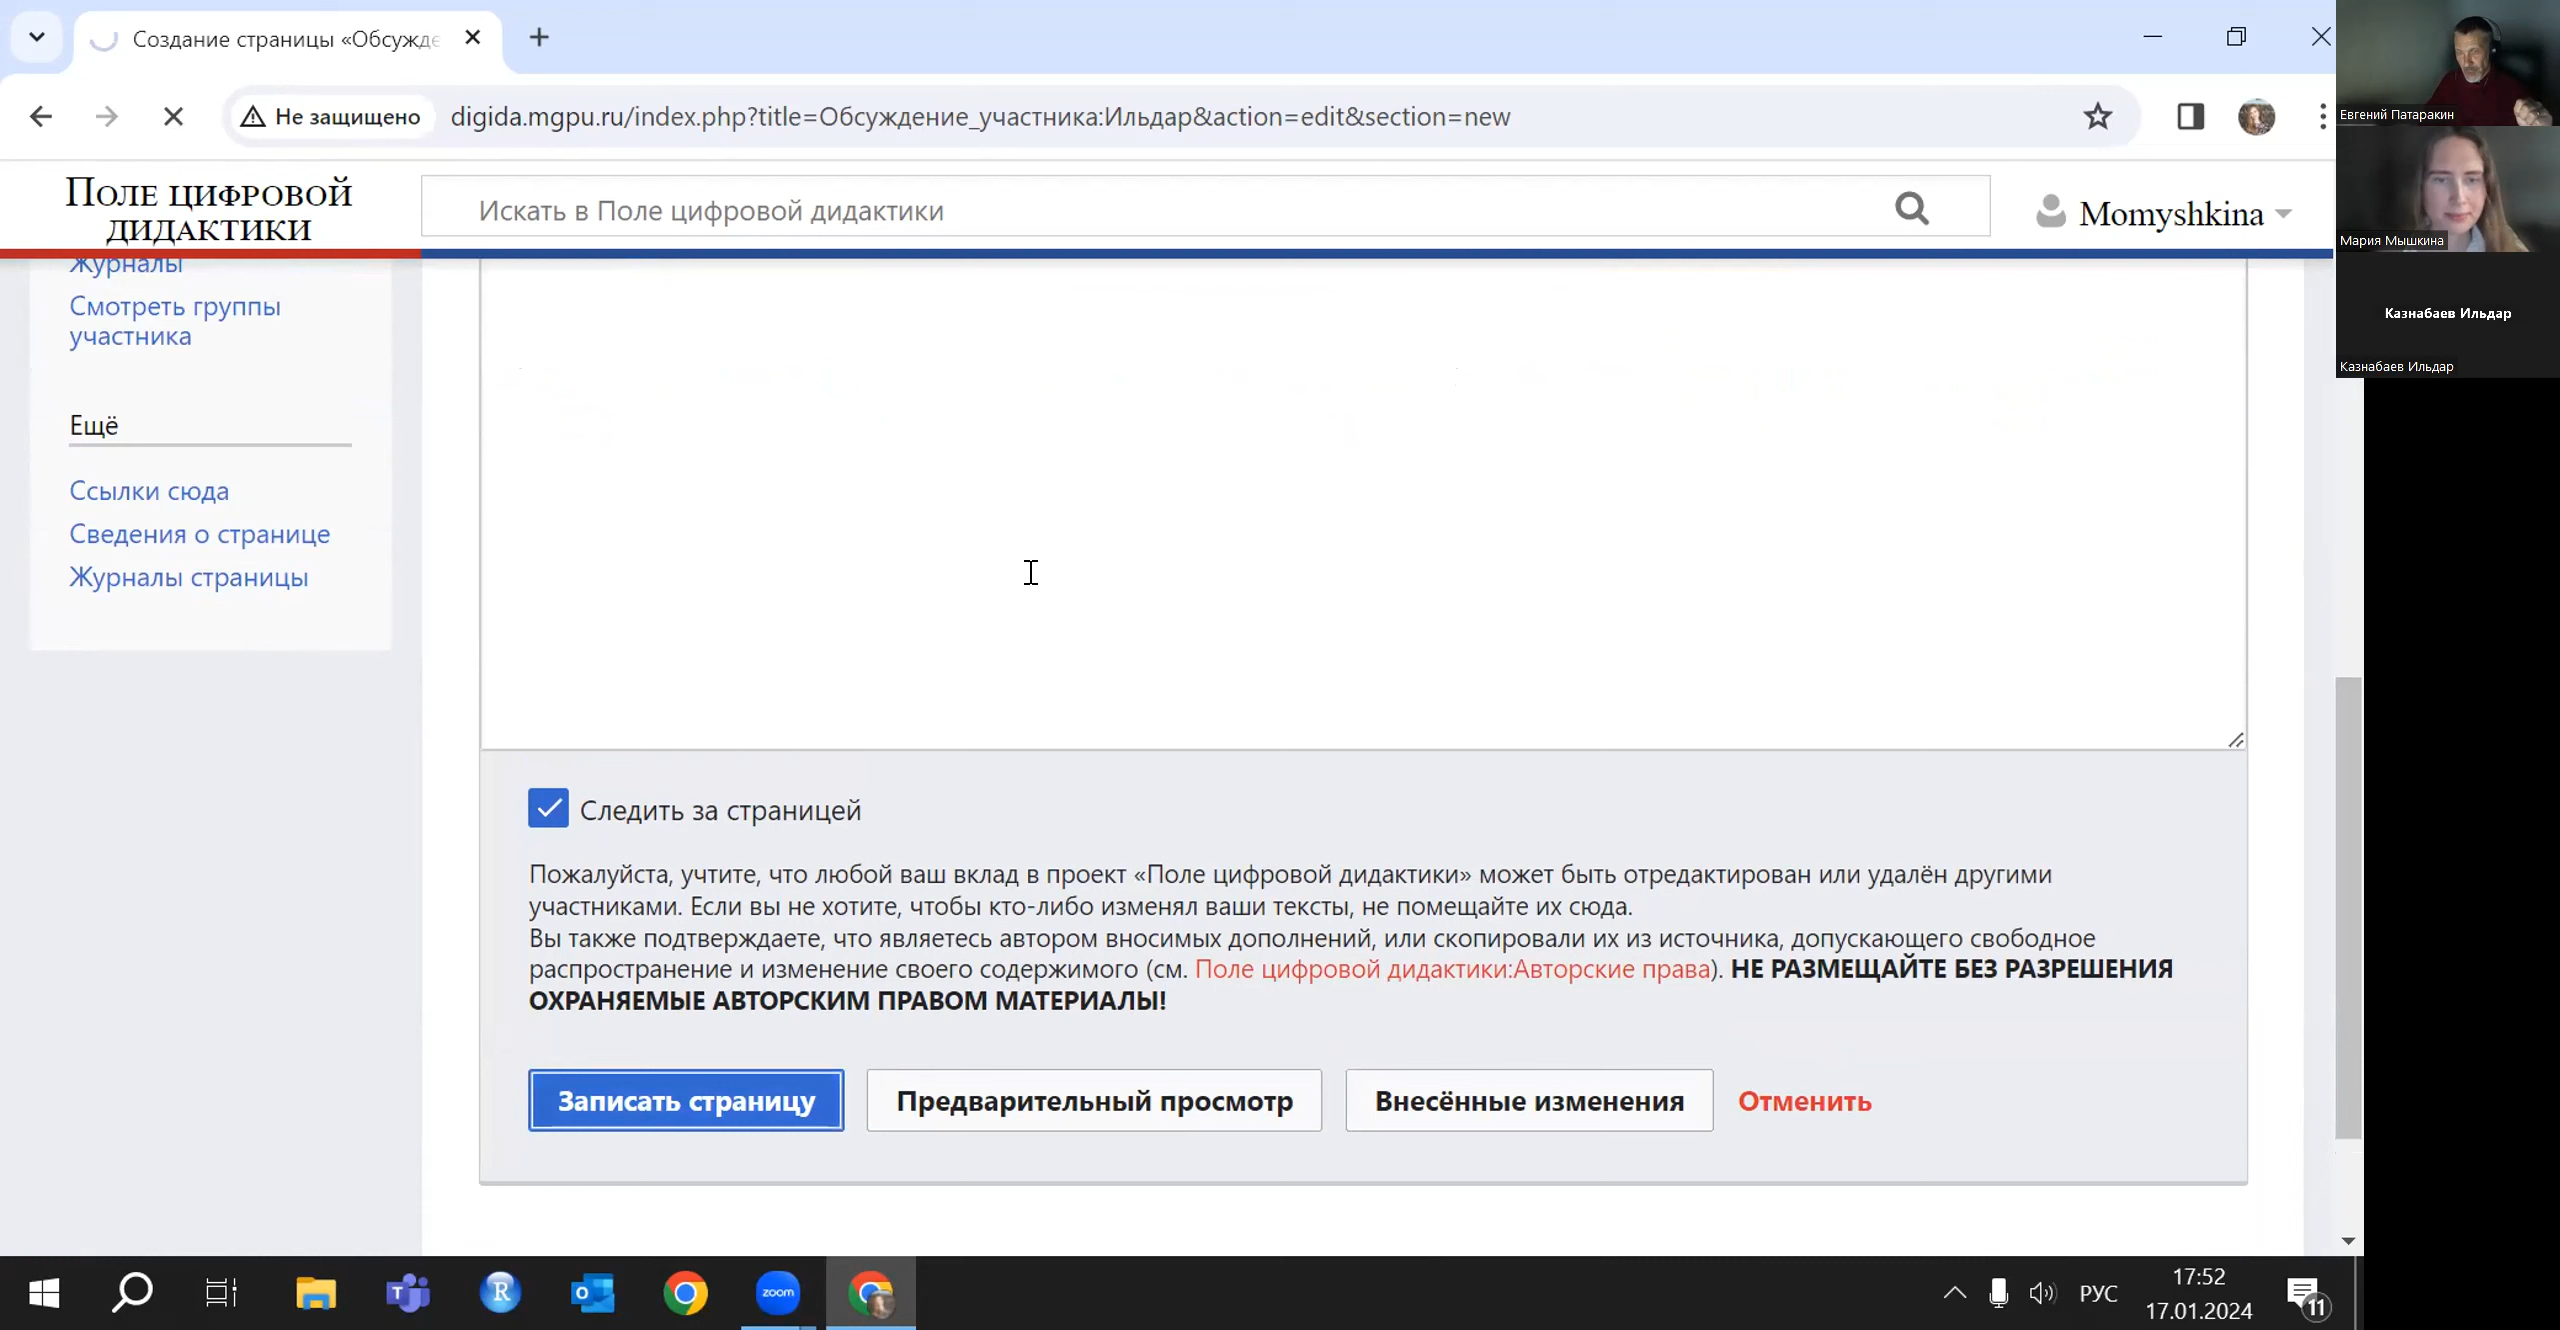 Создание страницы «Обсужде
Не защищено
digida.mgpu.ru/index.php?title=Обсуждение_участника:Ильдар&action=edit&section=new
Поле цифровой
дидактики
Искать в Поле цифровой дидактики
Momyshkina
Журналы
Смотреть группы
участника
Ещё
Ссылки сюда
Сведения о странице
Журналы страницы
Следить за страницей
Пожалуйста, учтите, что любой ваш вклад в проект «Поле цифровой дидактики» может быть отредактирован или удалён другими
участниками. Если вы не хотите, чтобы кто-либо изменял ваши тексты, не помещайте их сюда.
Вы также подтверждаете, что являетесь автором вносимых дополнений, или скопировали их из источника, допускающего свободное
распространение и изменение своего содержимого (см. Поле цифровой дидактики:Авторские права). НЕ РАЗМЕЩАЙТЕ БЕЗ РАЗРЕШЕНИЯ
ОХРАНЯЕМЫЕ АВТОРСКИМ ПРАВОМ МАТЕРИАЛЫ!
Записать страницу
Предварительный просмотр
Внесённые изменения
Отменить
Евгений Патаракин
Мария Мышкина
Казнабаев Ильдар
Казнабаев Ильдар
T
R
O
zoom
РУС
17:52
17.01.2024
11